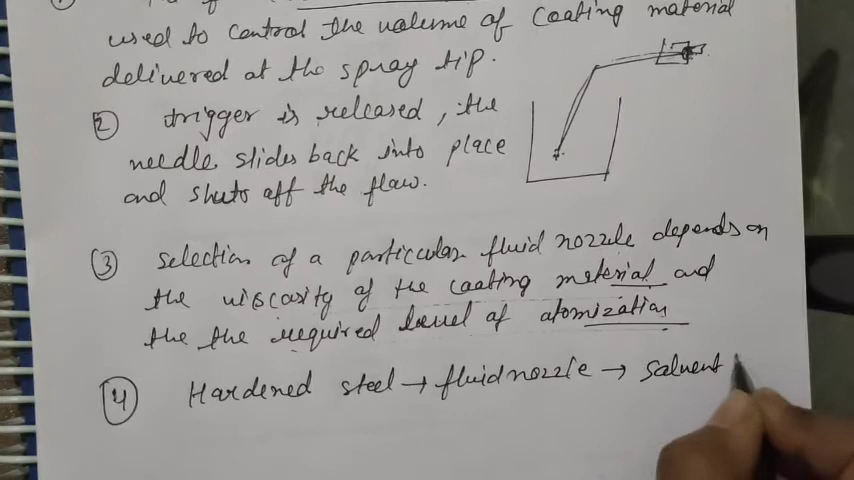 used to control the volume of coating material
delivered at the spray tip.
② trigger is released, the
needle slides back into place
and shuts off the flow.
③ selection of a particular fluid nozzle depends on
the viscosity of the coating material and
the the required level of atomization
④ Hardened steel → fluid nozzle → Solvent